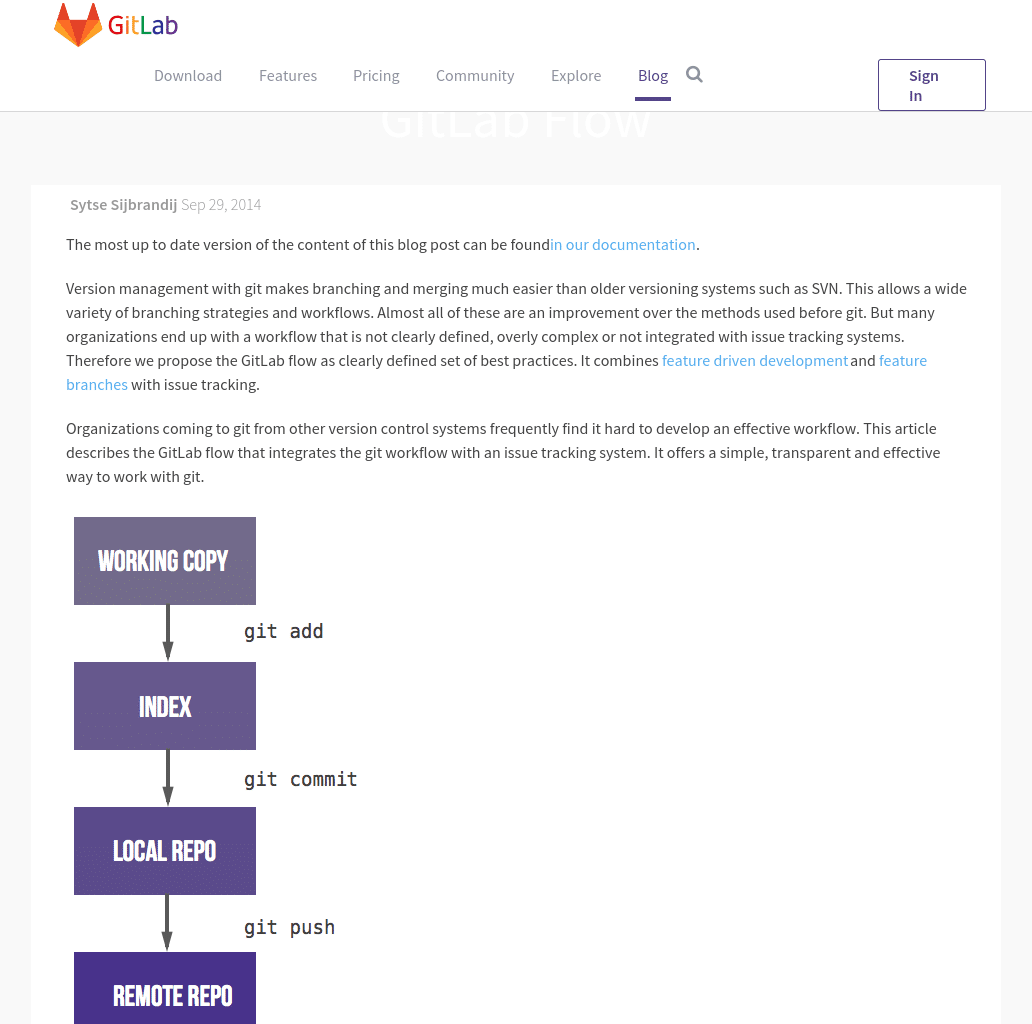 GitLab
Download Features Pricing Community Explore Blog
Sign
In
GitLab Flow
Sytse Sijbrandij Sep 29, 2014
The most up to date version of the content of this blog post can be foundin our documentation.
Version management with git makes branching and merging much easier than older versioning systems such as SVN. This allows a wide
variety of branching strategies and workflows. Almost all of these are an improvement over the methods used before git. But many
organizations end up with a workflow that is not clearly defined, overly complex or not integrated with issue tracking systems.
Therefore we propose the GitLab flow as clearly defined set of best practices. It combines feature driven development and feature
branches with issue tracking.
Organizations coming to git from other version control systems frequently find it hard to develop an effective workflow. This article
describes the GitLab flow that integrates the git workflow with an issue tracking system. It offers a simple, transparent and effective
way to work with git.
WORKING COPY
git add
INDEX
git commit
LOCAL REPO
git push
REMOTE REPO